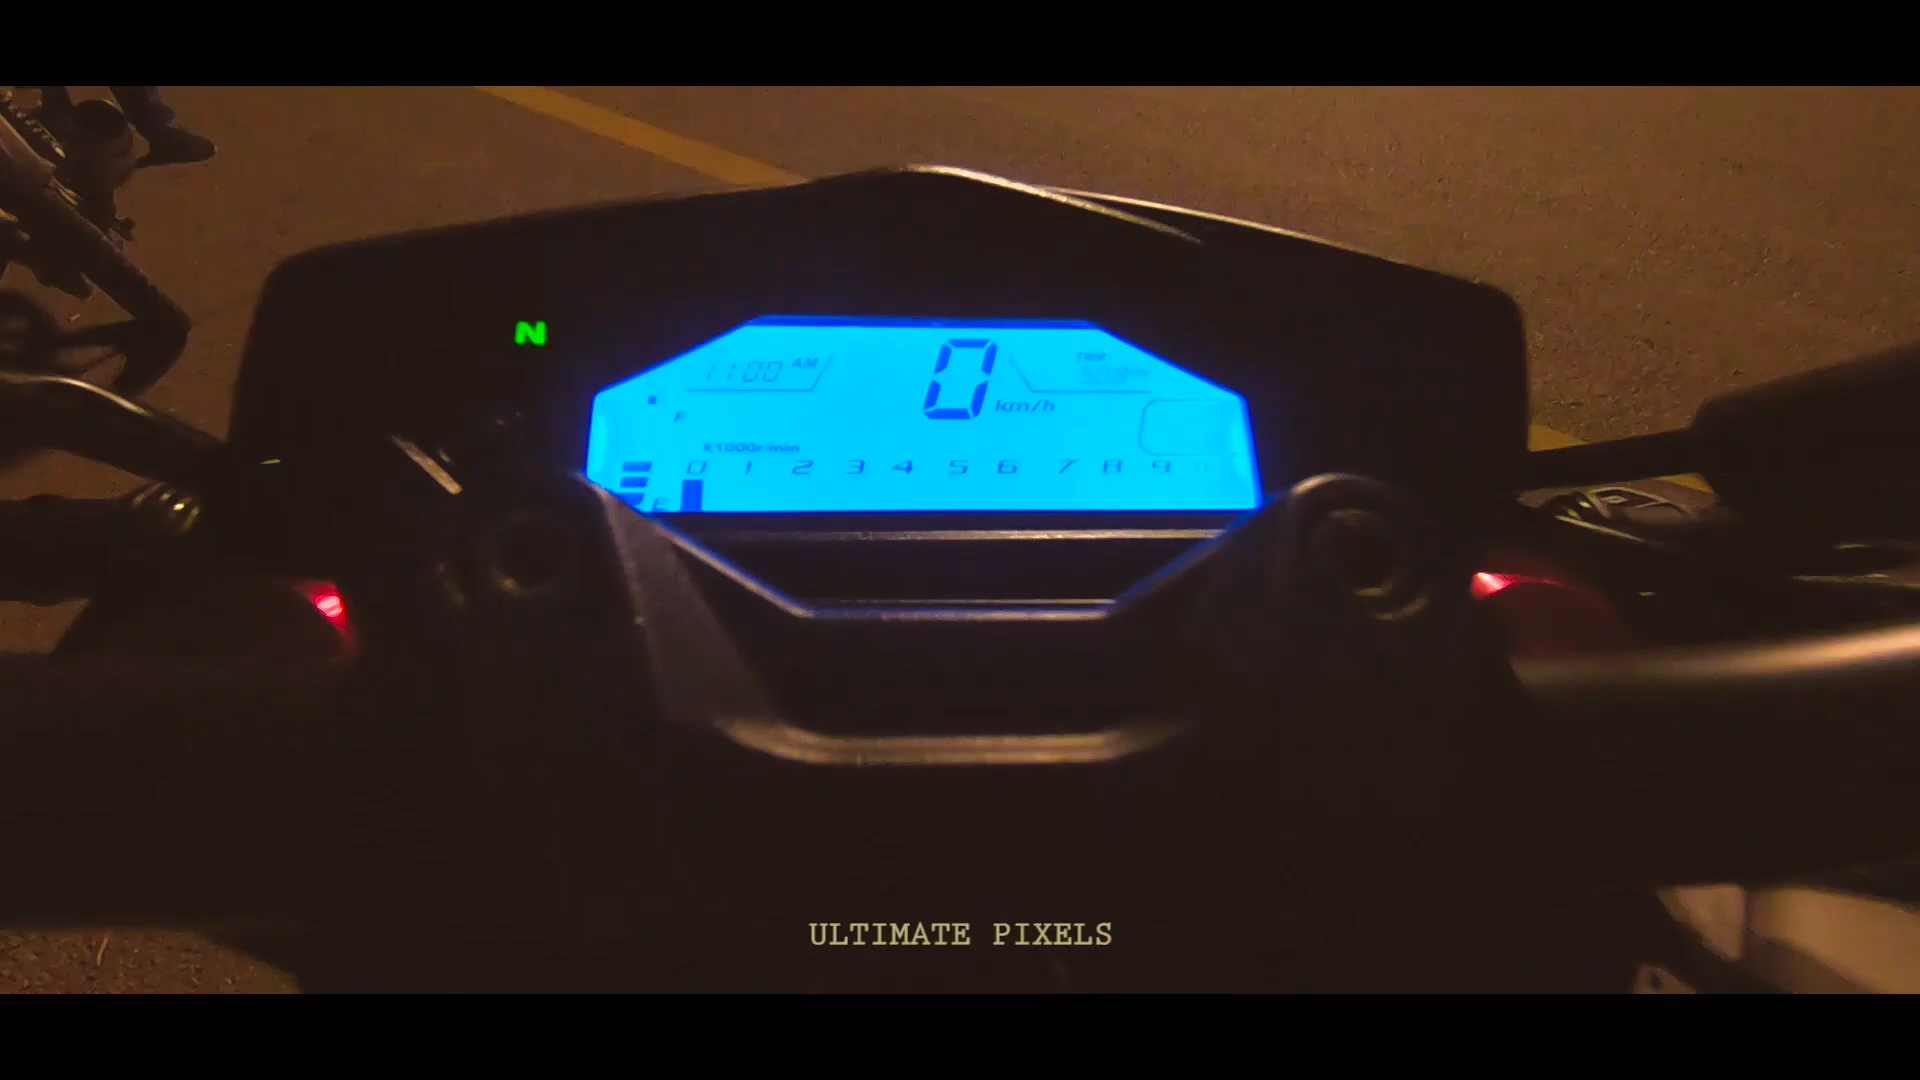 N
11:00 AM
0 km/h
TRIP
F
X1000r/min
0 1 2 3 4 5 6 7 8 9
E
ULTIMATE PIXELS